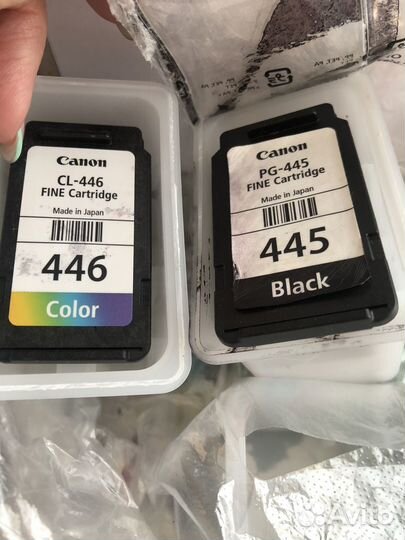 Canon
CL-446
FINE Cartridge
Made in Japan
446
Color
Canon
PG-445
FINE Cartridge
Made in Japan
445
Black
Avito